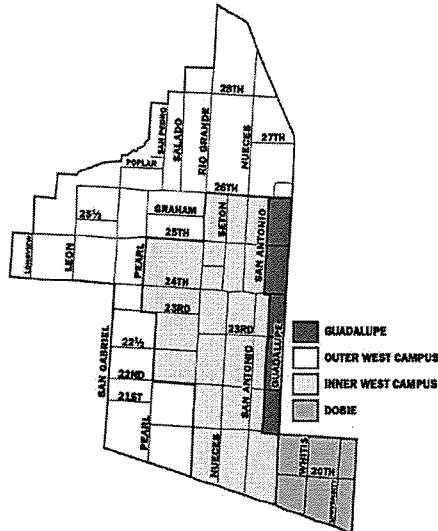 28TH
SAN PEDRO
SALADO
RIO GRANDE
NUECES
27TH
POPLAR
26TH
25½
GRAHAM
SETON
SAN ANTONIO
25TH
LONGVIEW
LEON
PEARL
24TH
23RD
23RD
GUADALUPE
SAN GABRIEL
22½
SAN ANTONIO
22ND
21ST
PEARL
NUECES
WHITIS
20TH
GUADALUPE
OUTER WEST CAMPUS
INNER WEST CAMPUS
DOBIE